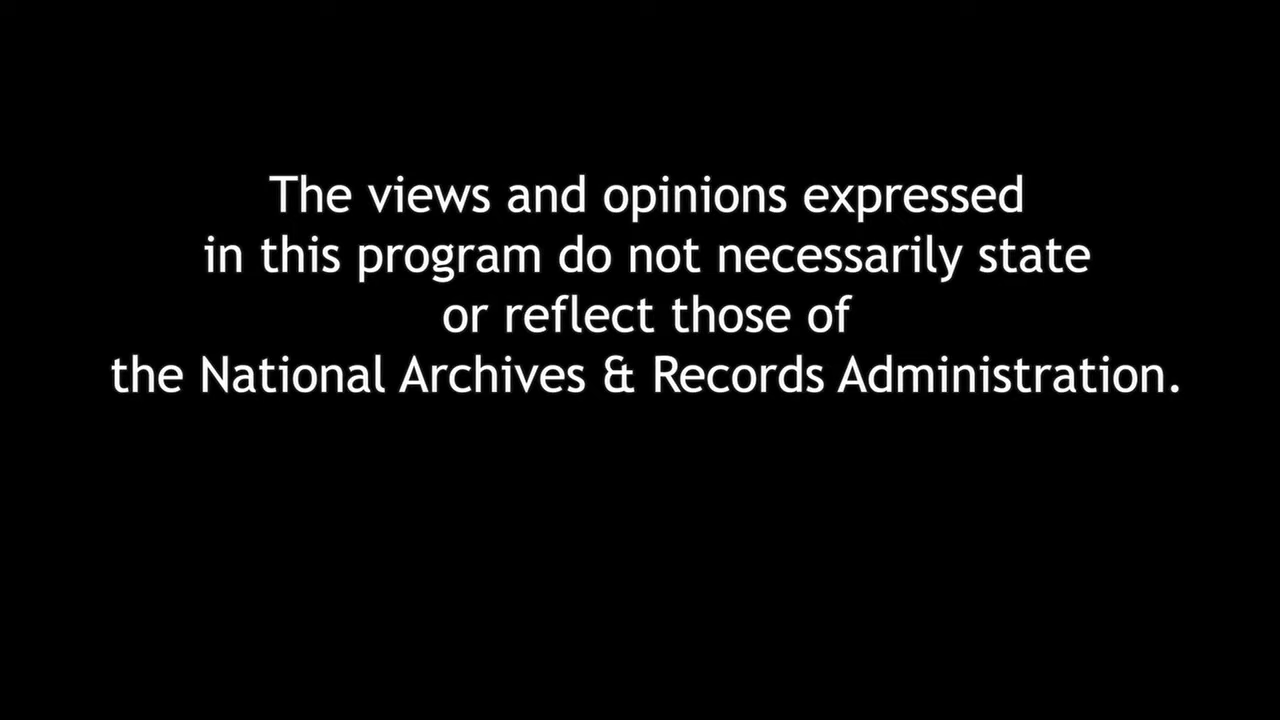 The views and opinions expressed
in this program do not necessarily state
or reflect those of
the National Archives & Records Administration.